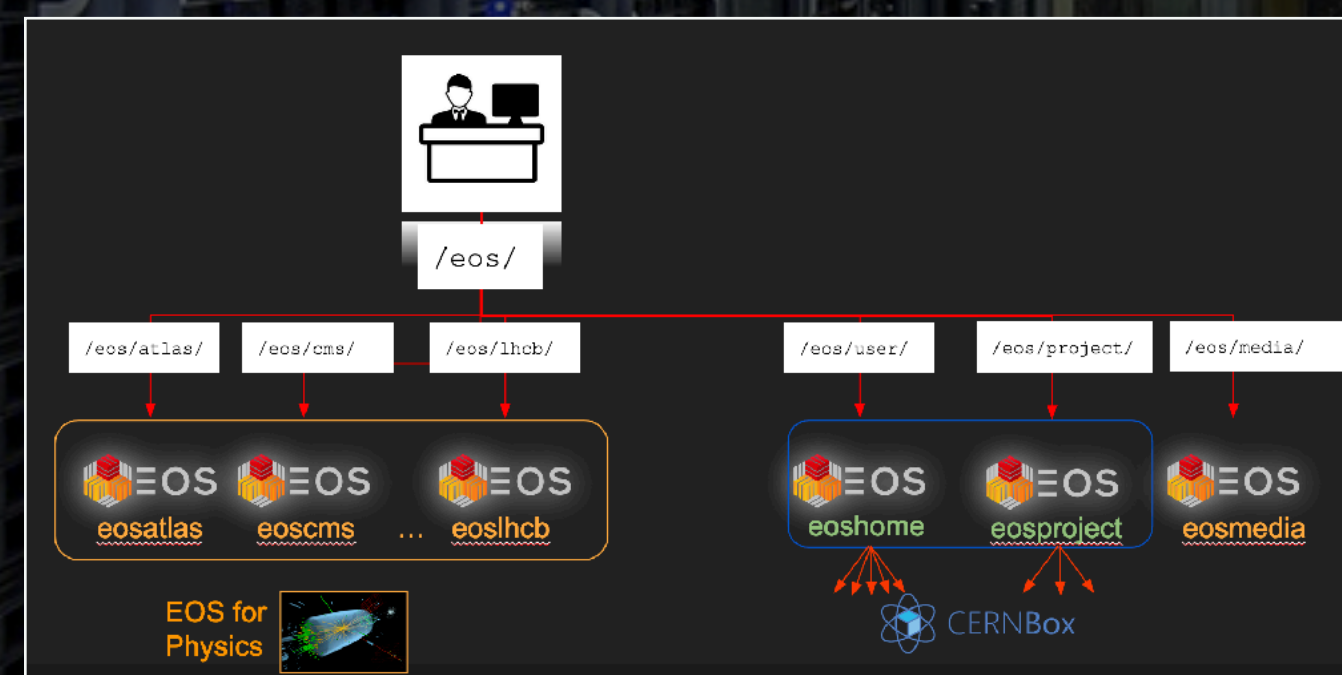 /eos/
/eos/atlas/ /eos/cms/ /eos/lhcb/ /eos/user/ /eos/project/ /eos/media/
EOS EOS EOS EOS EOS EOS
eosatlas eoscms ... eoslhcb eoshome eosproject eosmedia
EOS for
Physics
CERNBox